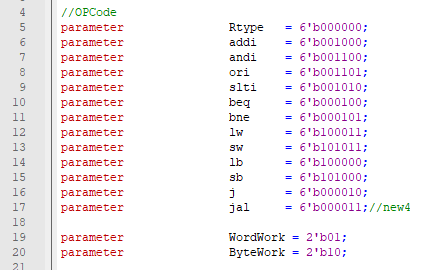 4 //OPCode
5 parameter Rtype = 6'b000000;
6 parameter addi = 6'b001000;
7 parameter andi = 6'b001100;
8 parameter ori = 6'b001101;
9 parameter slti = 6'b001010;
10 parameter beq = 6'b000100;
11 parameter bne = 6'b000101;
12 parameter lw = 6'b100011;
13 parameter sw = 6'b101011;
14 parameter lb = 6'b100000;
15 parameter sb = 6'b101000;
16 parameter j = 6'b000010;
17 parameter jal = 6'b000011;//new4
18
19 parameter WordWork = 2'b01;
20 parameter ByteWork = 2'b10;
21